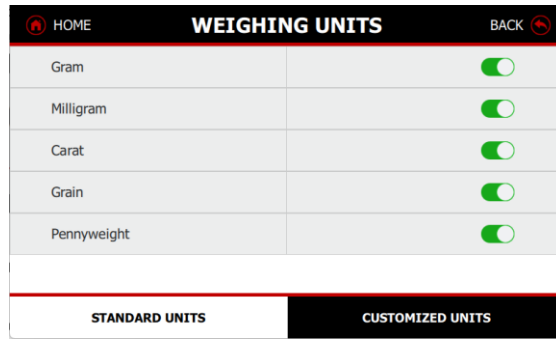 HOME WEIGHING UNITS BACK
Gram
Milligram
Carat
Grain
Pennyweight
STANDARD UNITS CUSTOMIZED UNITS